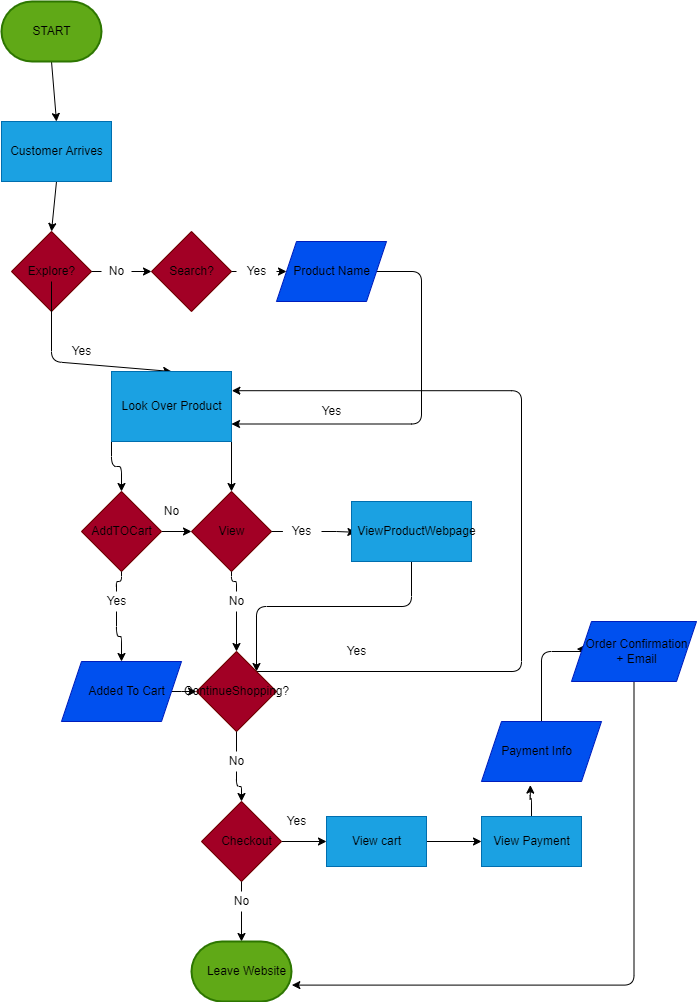 START
Customer Arrives
Explore?
No
Search?
Yes
Product Name
Yes
Look Over Product
Yes
No
AddTOCart
View
Yes
ViewProductWebpage
Yes
No
Order Confirmation
+ Email
Yes
Added To Cart
ContinueShopping?
Payment Info
No
Yes
Checkout
View cart
View Payment
No
Leave Website